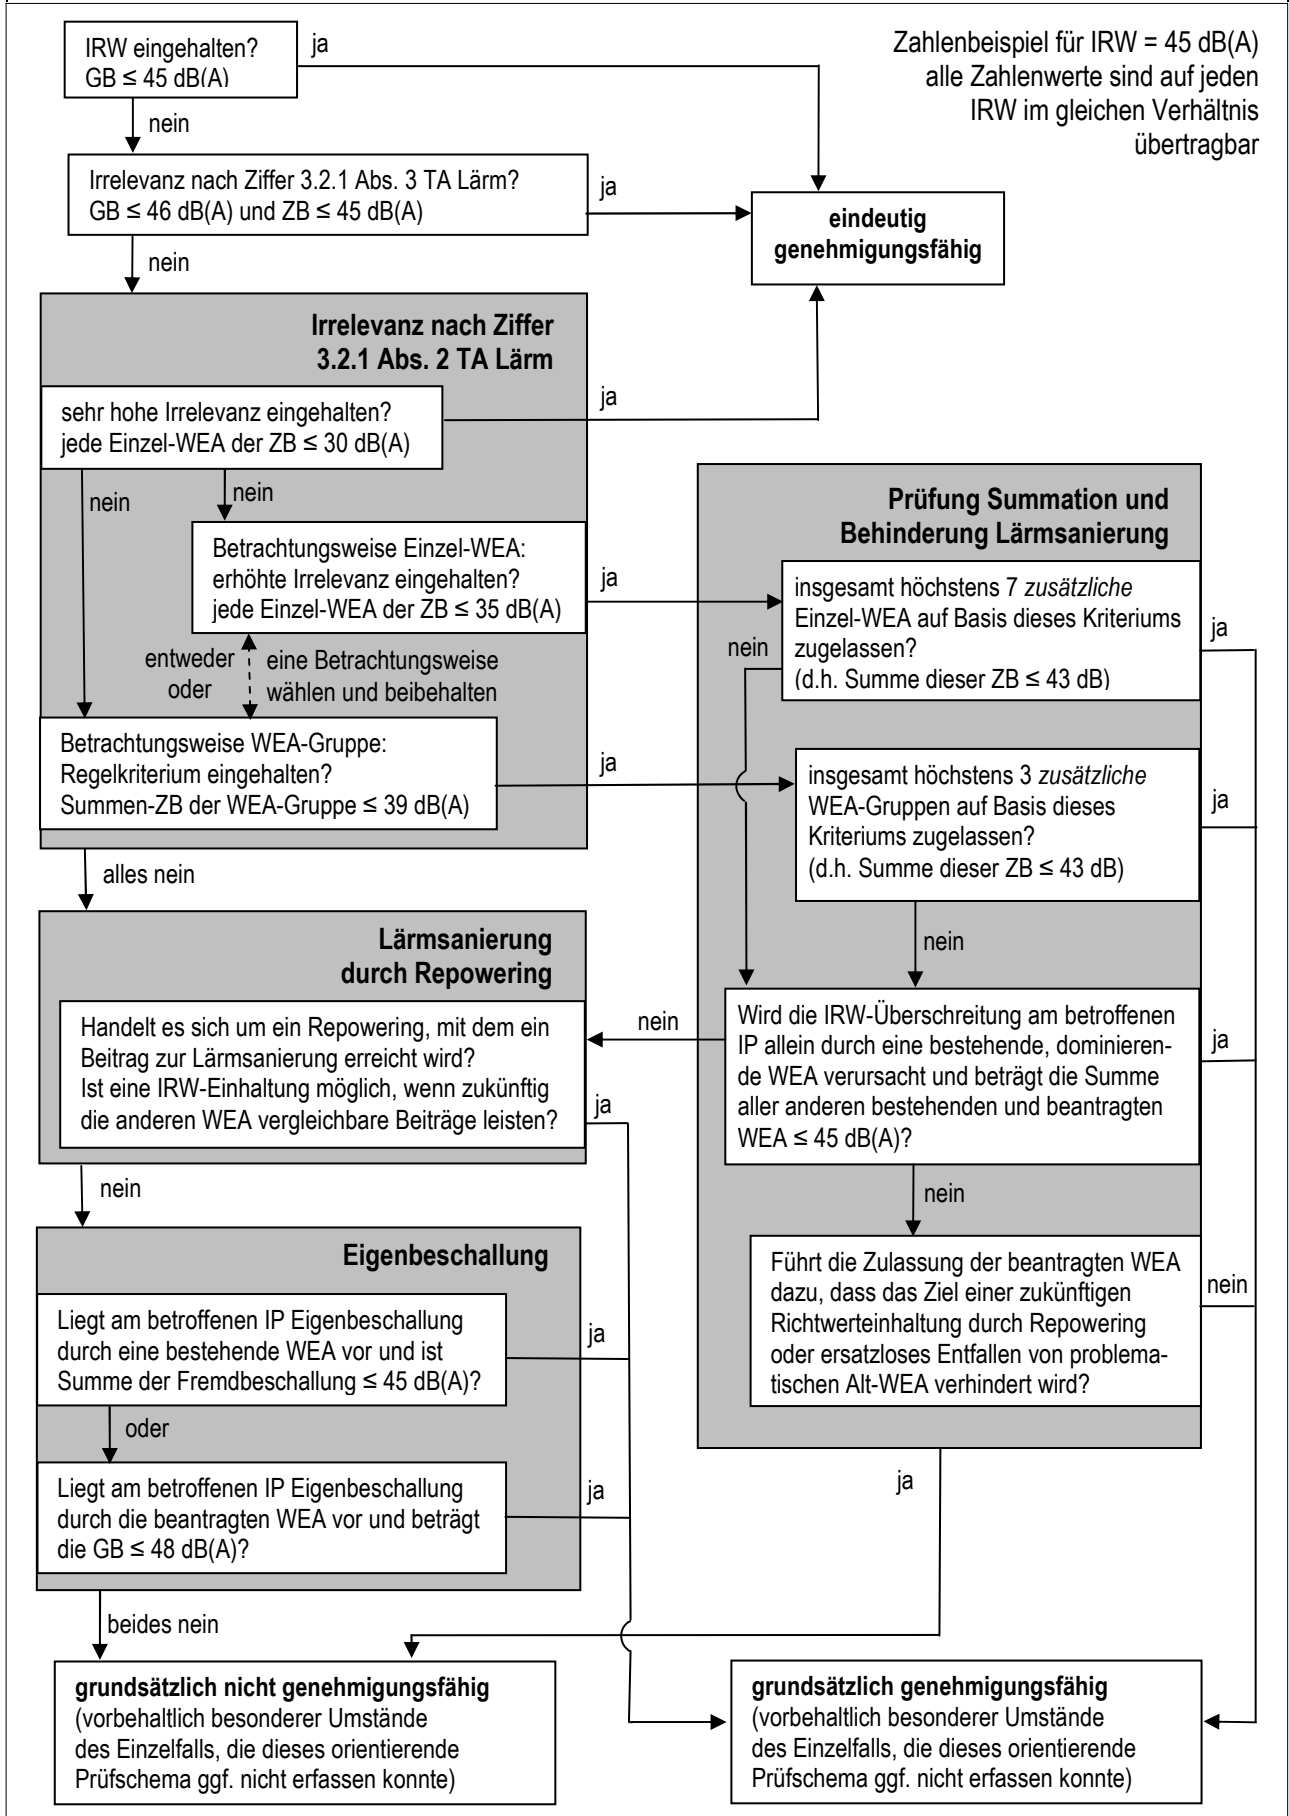 IRW eingehalten?
GB ≤ 45 dB(A)
ja
Zahlenbeispiel für IRW = 45 dB(A)
alle Zahlenwerte sind auf jeden
IRW im gleichen Verhältnis
übertragbar
nein
Irrelevanz nach Ziffer 3.2.1 Abs. 3 TA Lärm?
GB ≤ 46 dB(A) und ZB ≤ 45 dB(A)
ja
eindeutig
genehmigungsfähig
nein
Irrelevanz nach Ziffer
3.2.1 Abs. 2 TA Lärm
sehr hohe Irrelevanz eingehalten?
jede Einzel-WEA der ZB ≤ 30 dB(A)
ja
nein
nein
Betrachtungsweise Einzel-WEA:
erhöhte Irrelevanz eingehalten?
jede Einzel-WEA der ZB ≤ 35 dB(A)
ja
entweder
oder
eine Betrachtungsweise
wählen und beibehalten
Betrachtungsweise WEA-Gruppe:
Regelkriterium eingehalten?
Summen-ZB der WEA-Gruppe ≤ 39 dB(A)
ja
Prüfung Summation und
Behinderung Lärmsanierung
insgesamt höchstens 7 zusätzliche
Einzel-WEA auf Basis dieses Kriteriums
zugelassen?
(d.h. Summe dieser ZB ≤ 43 dB)
ja
nein
insgesamt höchstens 3 zusätzliche
WEA-Gruppen auf Basis dieses
Kriteriums zugelassen?
(d.h. Summe dieser ZB ≤ 43 dB)
ja
nein
Wird die IRW-Überschreitung am betroffenen
IP allein durch eine bestehende, dominieren-
de WEA verursacht und beträgt die Summe
aller anderen bestehenden und beantragten
WEA ≤ 45 dB(A)?
ja
nein
nein
Führt die Zulassung der beantragten WEA
dazu, dass das Ziel einer zukünftigen
Richtwerteinhaltung durch Repowering
oder ersatzloses Entfallen von problema-
tischen Alt-WEA verhindert wird?
nein
ja
alles nein
Lärmsanierung
durch Repowering
Handelt es sich um ein Repowering, mit dem ein
Beitrag zur Lärmsanierung erreicht wird?
Ist eine IRW-Einhaltung möglich, wenn zukünftig
die anderen WEA vergleichbare Beiträge leisten?
ja
nein
Eigenbeschallung
Liegt am betroffenen IP Eigenbeschallung
durch eine bestehende WEA vor und ist
Summe der Fremdbeschallung ≤ 45 dB(A)?
ja
oder
Liegt am betroffenen IP Eigenbeschallung
durch die beantragten WEA vor und beträgt
die GB ≤ 48 dB(A)?
ja
beides nein
grundsätzlich nicht genehmigungsfähig
(vorbehaltlich besonderer Umstände
des Einzelfalls, die dieses orientierende
Prüfschema ggf. nicht erfassen konnte)
grundsätzlich genehmigungsfähig
(vorbehaltlich besonderer Umstände
des Einzelfalls, die dieses orientierende
Prüfschema ggf. nicht erfassen konnte)